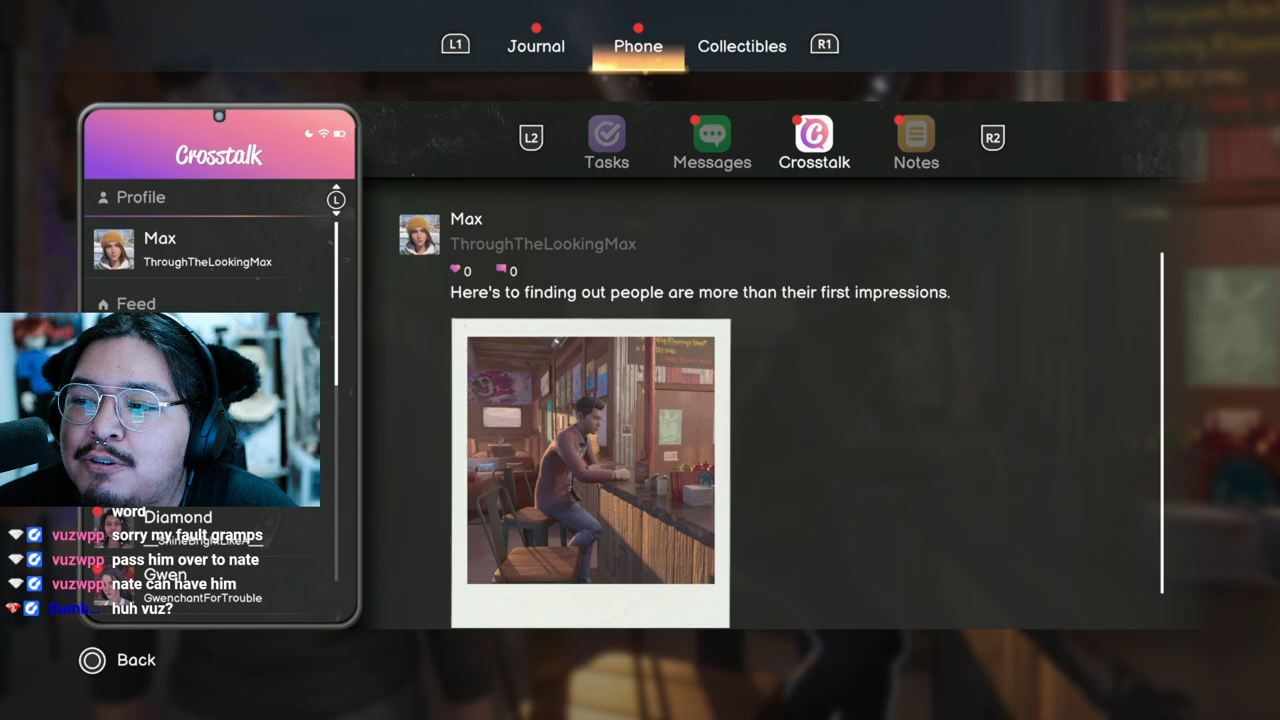 L1 Journal Phone Collectibles R1
Crosstalk
L2 Tasks Messages Crosstalk Notes R2
Profile
L
Max
ThroughTheLookingMax
Feed
Max
ThroughTheLookingMax
0 0
Here's to finding out people are more than their first impressions.
word
Diamond
vuzwpp sorry my fault gramps
vuzwpp pass him over to nate
Gwen
vuzwpp nate can have him
GwenchantForTrouble
Dumb... huh vuz?
Back